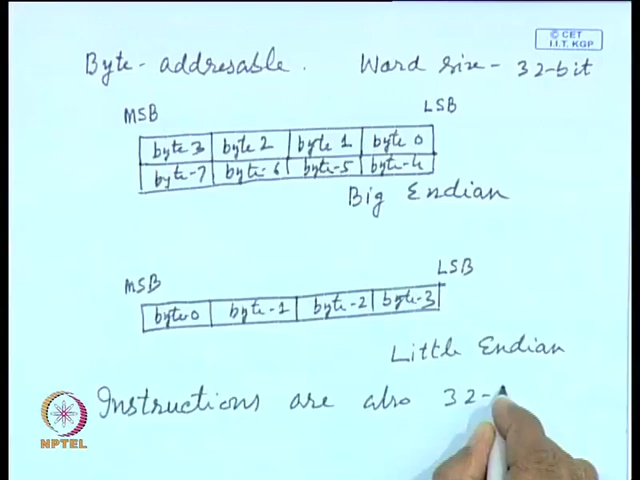 © CET
I.I.T. KGP
Byte-addresable. Word size - 32-bit
MSB LSB
byte 3 byte 2 byte 1 byte 0
byte-7 byte-6 byte-5 byte-4
Big Endian
MSB LSB
byte0 byte-1 byte-2 byte-3
Little Endian
Instructions are also 32-
NPTEL